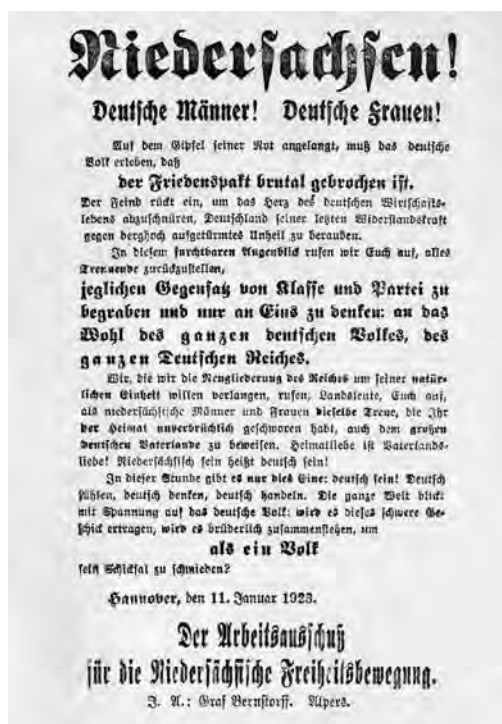 Niedersachsen!
Deutsche Männer! Deutsche Frauen!
Auf dem Gipfel seiner Not angelangt, muß das deutsche
Volk erleben, daß
der Friedenspakt brutal gebrochen ist.
Der Feind rückt ein, um das Herz des deutschen Wirtschafts-
lebens abzuschnüren, Deutschland seiner letzten Widerstandskraft
gegen berghoch aufgetürmtes Unheil zu berauben.
In diesem furchtbaren Augenblick rufen wir Euch auf, alles
Trennende zurückzustellen,
jeglichen Gegensatz von Klasse und Partei zu
begraben und nur an Eins zu denken: an das
Wohl des ganzen deutschen Volkes, des
ganzen Deutschen Reiches.
Wir, die wir die Neugliederung des Reiches um seiner natür-
lichen Einheit willen verlangen, rufen, Landsleute, Euch auf,
als niedersächsische Männer und Frauen dieselbe Treue, die Ihr
der Heimat unverbrüchlich geschworen habt, auch dem großen
deutschen Vaterlande zu beweisen. Heimatliebe ist Vaterlands-
liebe! Niedersächsisch sein heißt deutsch sein!
In dieser Stunde gibt es nur dies Eine: deutsch sein! Deutsch
fühlen, deutsch denken, deutsch handeln. Die ganze Welt blickt
mit Spannung auf das deutsche Volk: wird es dieses schwere Ge-
schick ertragen, wird es brüderlich zusammenstehen, um
als ein Volk
sein Schicksal zu schmieden?
Hannover, den 11. Januar 1923.
Der Arbeitsausschuß
für die Niedersächsische Freiheitsbewegung.
J. A.: Graf Bernstorff. Alpers.